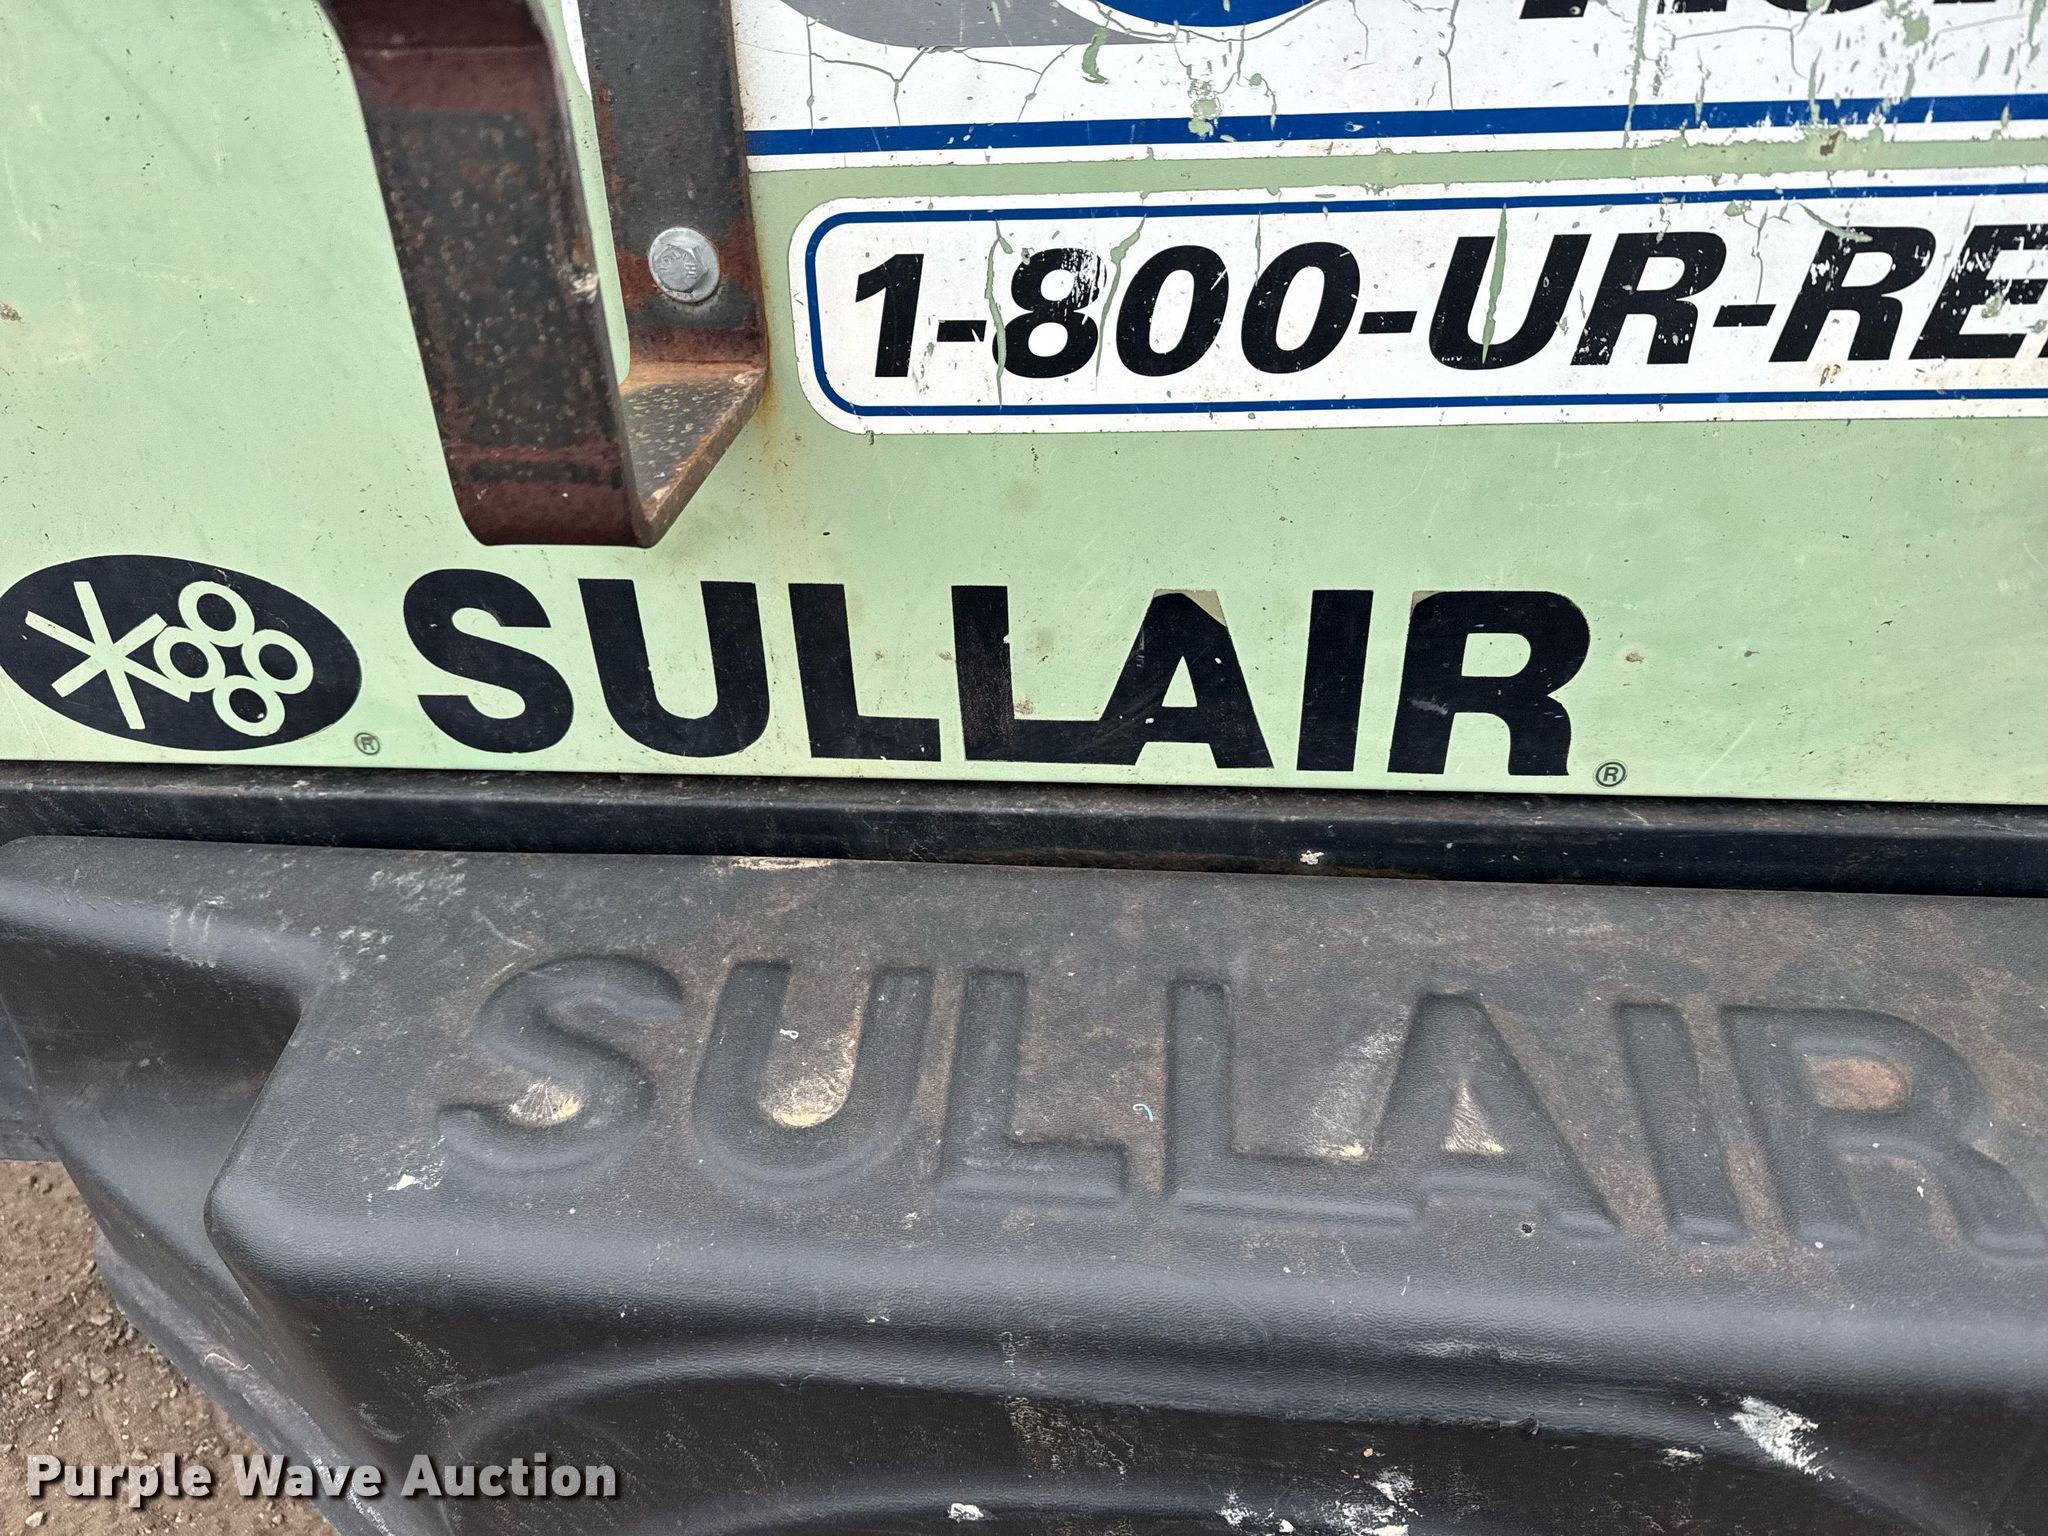 1-800-UR-RE
® SULLAIR ®
SULLAIR
Purple Wave Auction